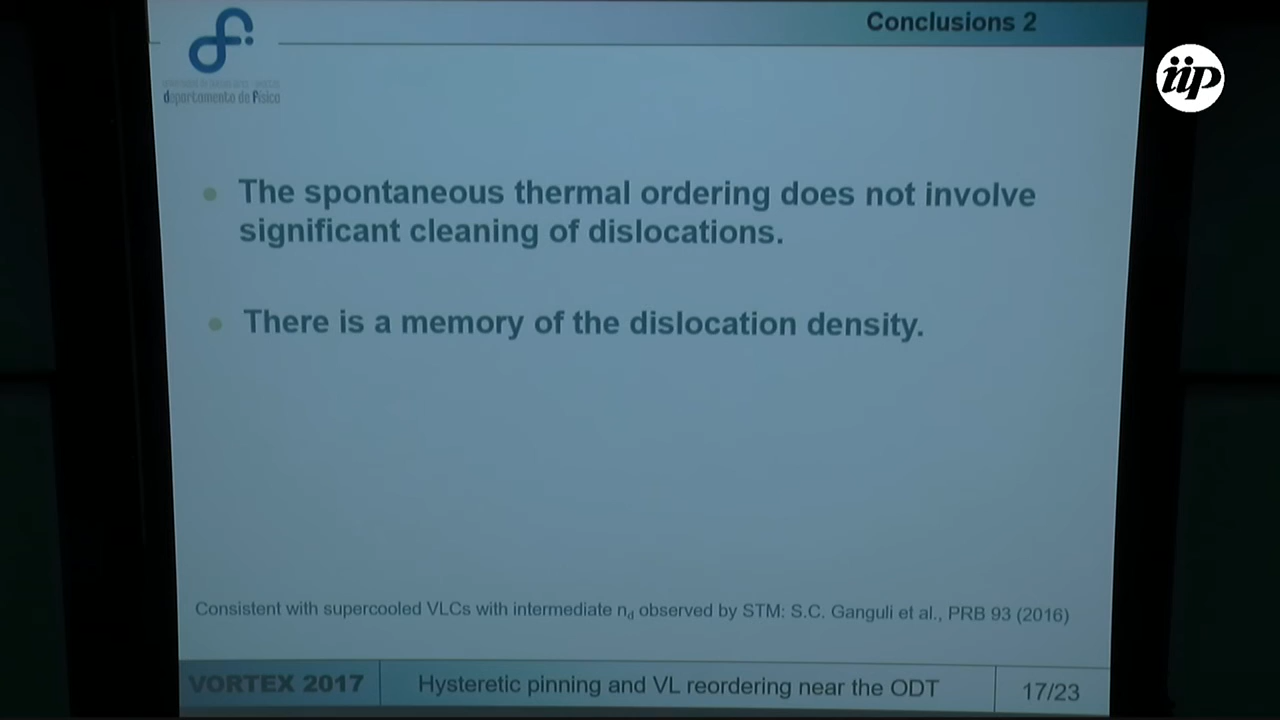 Conclusions 2
iip
departamento de física
The spontaneous thermal ordering does not involve
significant cleaning of dislocations.
There is a memory of the dislocation density.
Consistent with supercooled VLCs with intermediate nd observed by STM: S.C. Ganguli et al., PRB 93 (2016)
VORTEX 2017
Hysteretic pinning and VL reordering near the ODT
17/23